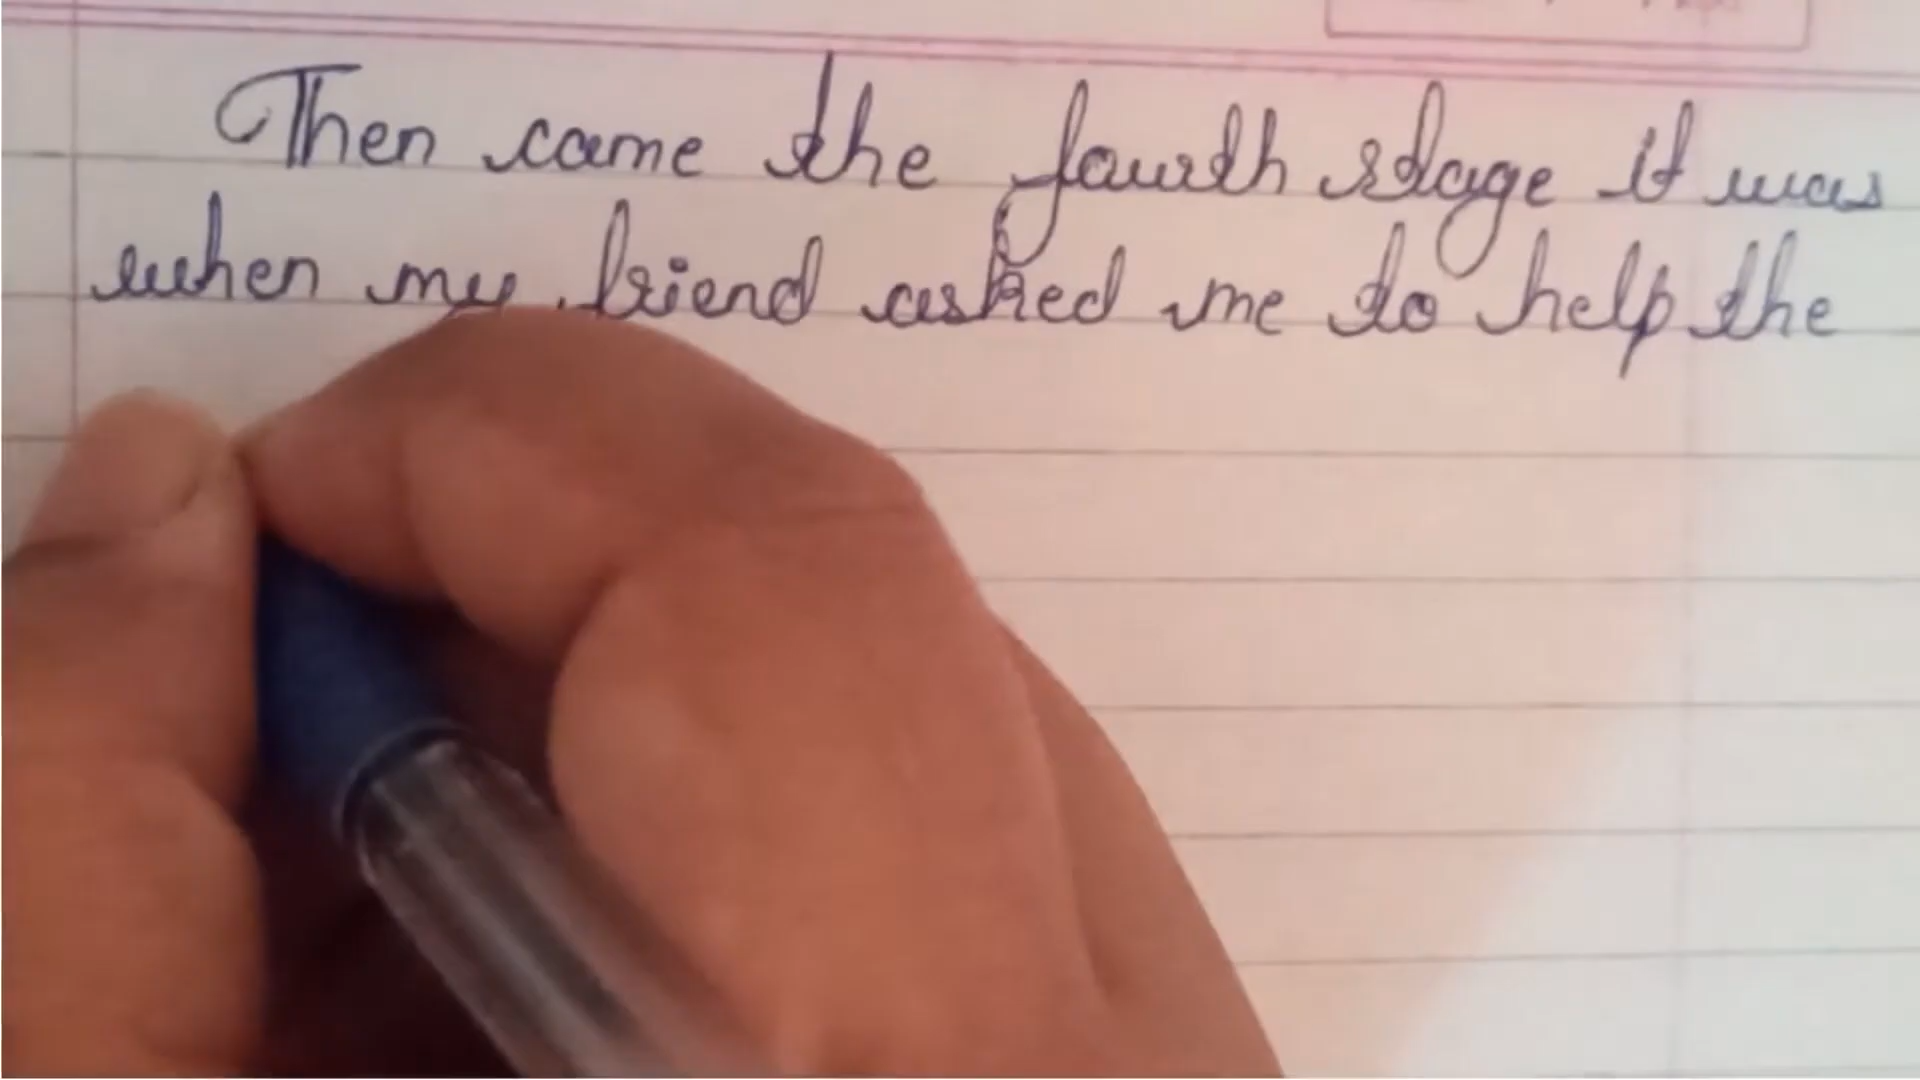 Then came the fourth stage it was
when my friend asked me to help the